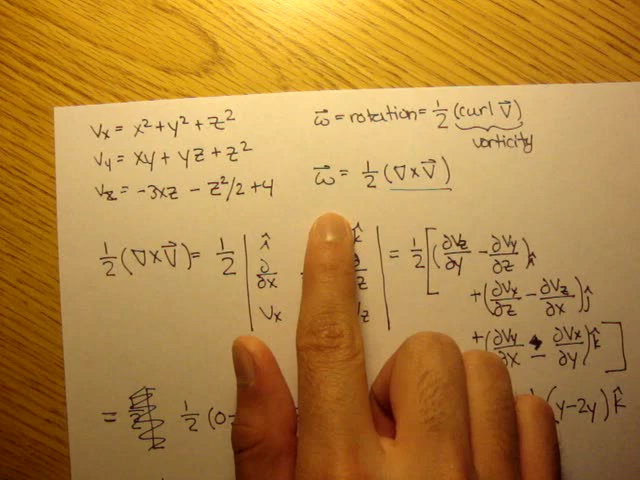 Vx = x² + y² + z²
Vy = xy + yz + z²
Vz = -3xz - z²/2 + 4
ω⃗ = rotation = 1/2 (curl V⃗)
vorticity
ω⃗ = 1/2 (∇ x V⃗)
1/2 (∇ x V⃗) = 1/2 | î k̂ ∂/∂x ∂/∂z Vx Vz | = 1/2 [(∂Vz/∂y - ∂Vy/∂z) î
+ (∂Vx/∂z - ∂Vz/∂x) ĵ
+ (∂Vy/∂x - ∂Vx/∂y) k̂ ]
= 1/2 (0- (y-2y) k̂